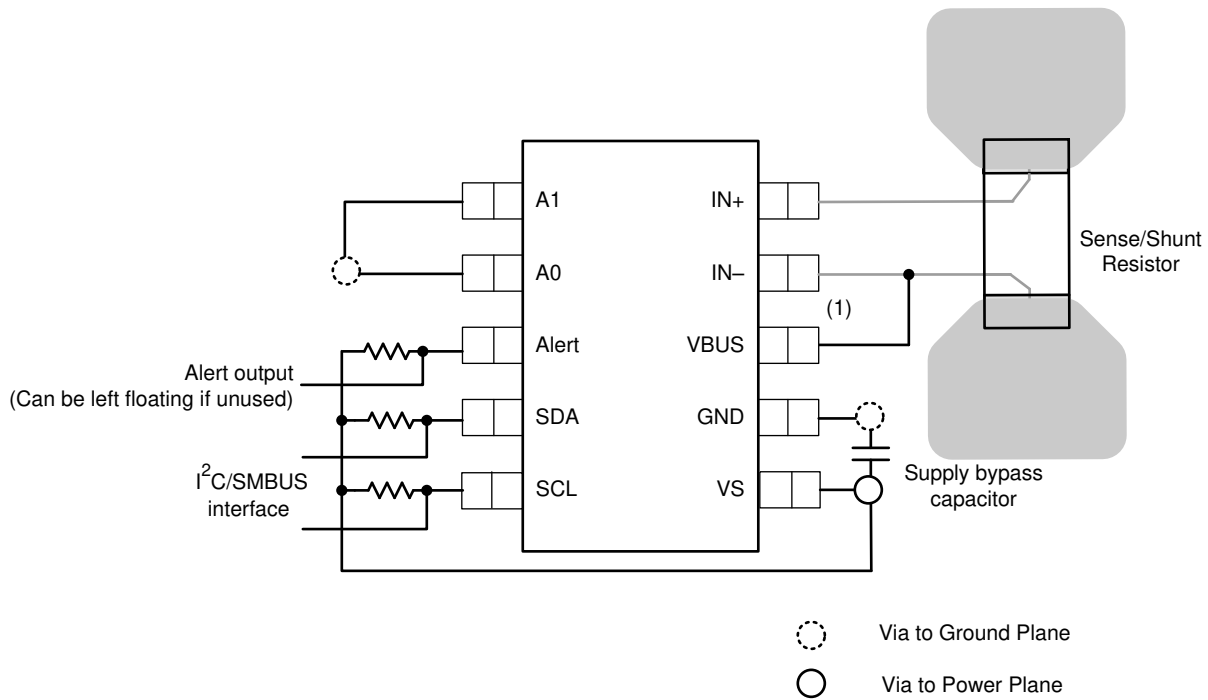 A1
IN+
A0
IN–
(1)
Alert
VBUS
SDA
GND
SCL
VS
Sense/Shunt
Resistor
Alert output
(Can be left floating if unused)
I²C/SMBUS
interface
Supply bypass
capacitor
Via to Ground Plane
Via to Power Plane